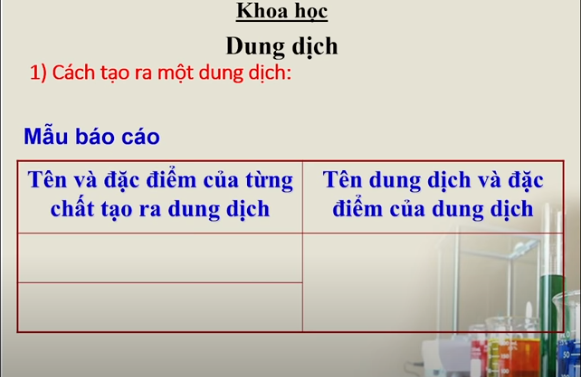 Khoa học
Dung dịch
1) Cách tạo ra một dung dịch:
Mẫu báo cáo
Tên và đặc điểm của từng
chất tạo ra dung dịch
Tên dung dịch và đặc
điểm của dung dịch